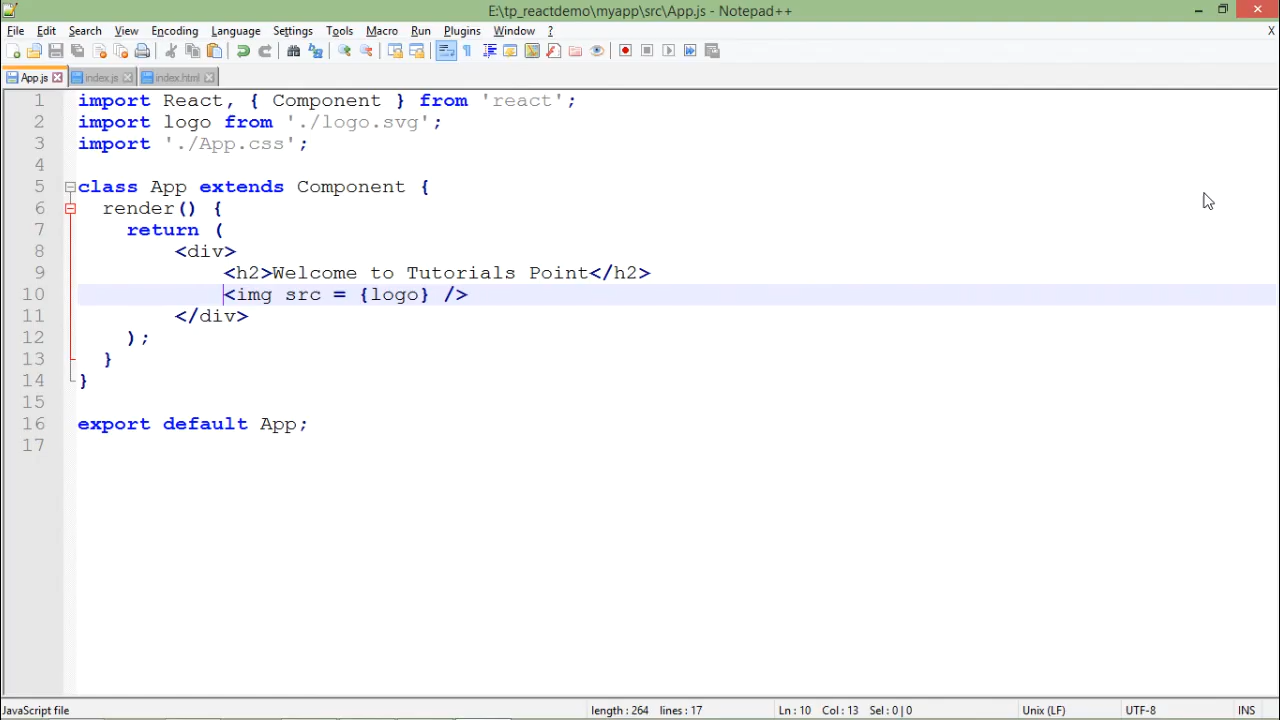 E:\tp_reactdemo\myapp\src\App.js - Notepad++
File Edit Search View Encoding Language Settings Tools Macro Run Plugins Window ? X
App.js index.js index.html
1 import React, { Component } from 'react';
2 import logo from './logo.svg';
3 import './App.css';
4
5 class App extends Component {
6 render() {
7 return (
8 <div>
9 <h2>Welcome to Tutorials Point</h2>
10 <img src = {logo} />
11 </div>
12 );
13 }
14 }
15
16 export default App;
17
JavaScript file length : 264 lines : 17 Ln : 10 Col : 13 Sel : 0 | 0 Unix (LF) UTF-8 INS